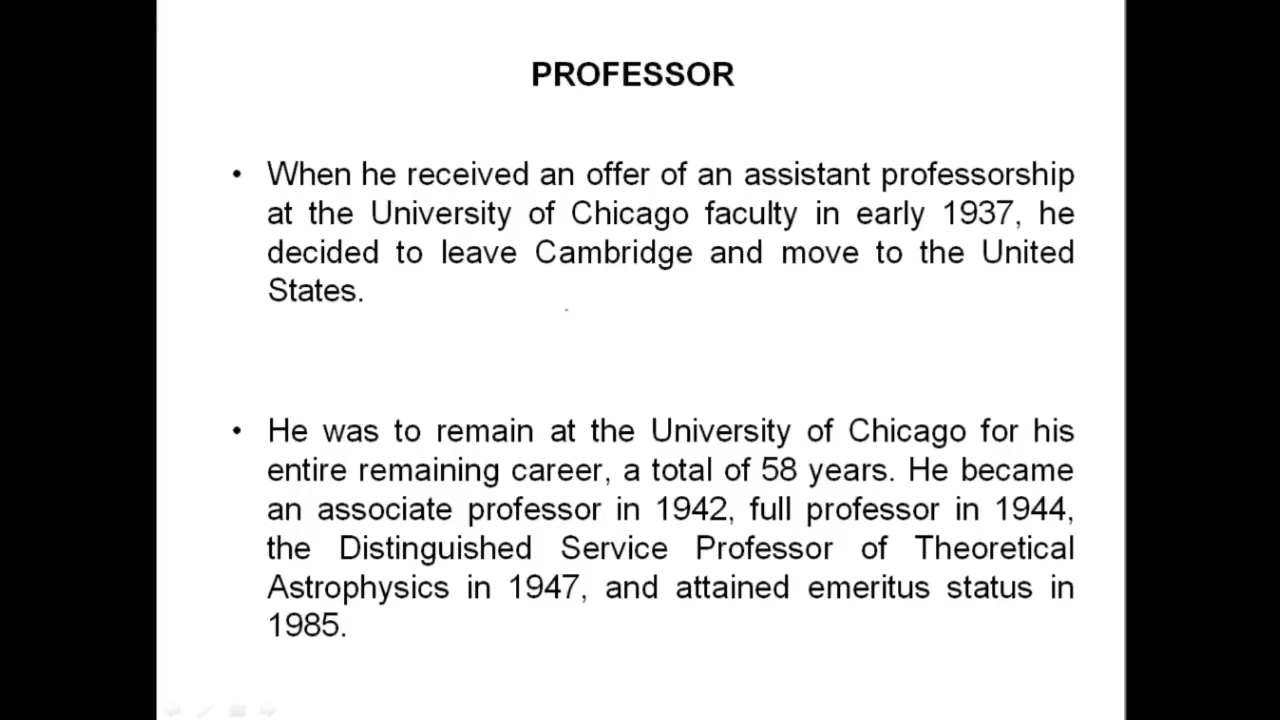 PROFESSOR
• When he received an offer of an assistant professorship
at the University of Chicago faculty in early 1937, he
decided to leave Cambridge and move to the United
States.
• He was to remain at the University of Chicago for his
entire remaining career, a total of 58 years. He became
an associate professor in 1942, full professor in 1944,
the Distinguished Service Professor of Theoretical
Astrophysics in 1947, and attained emeritus status in
1985.